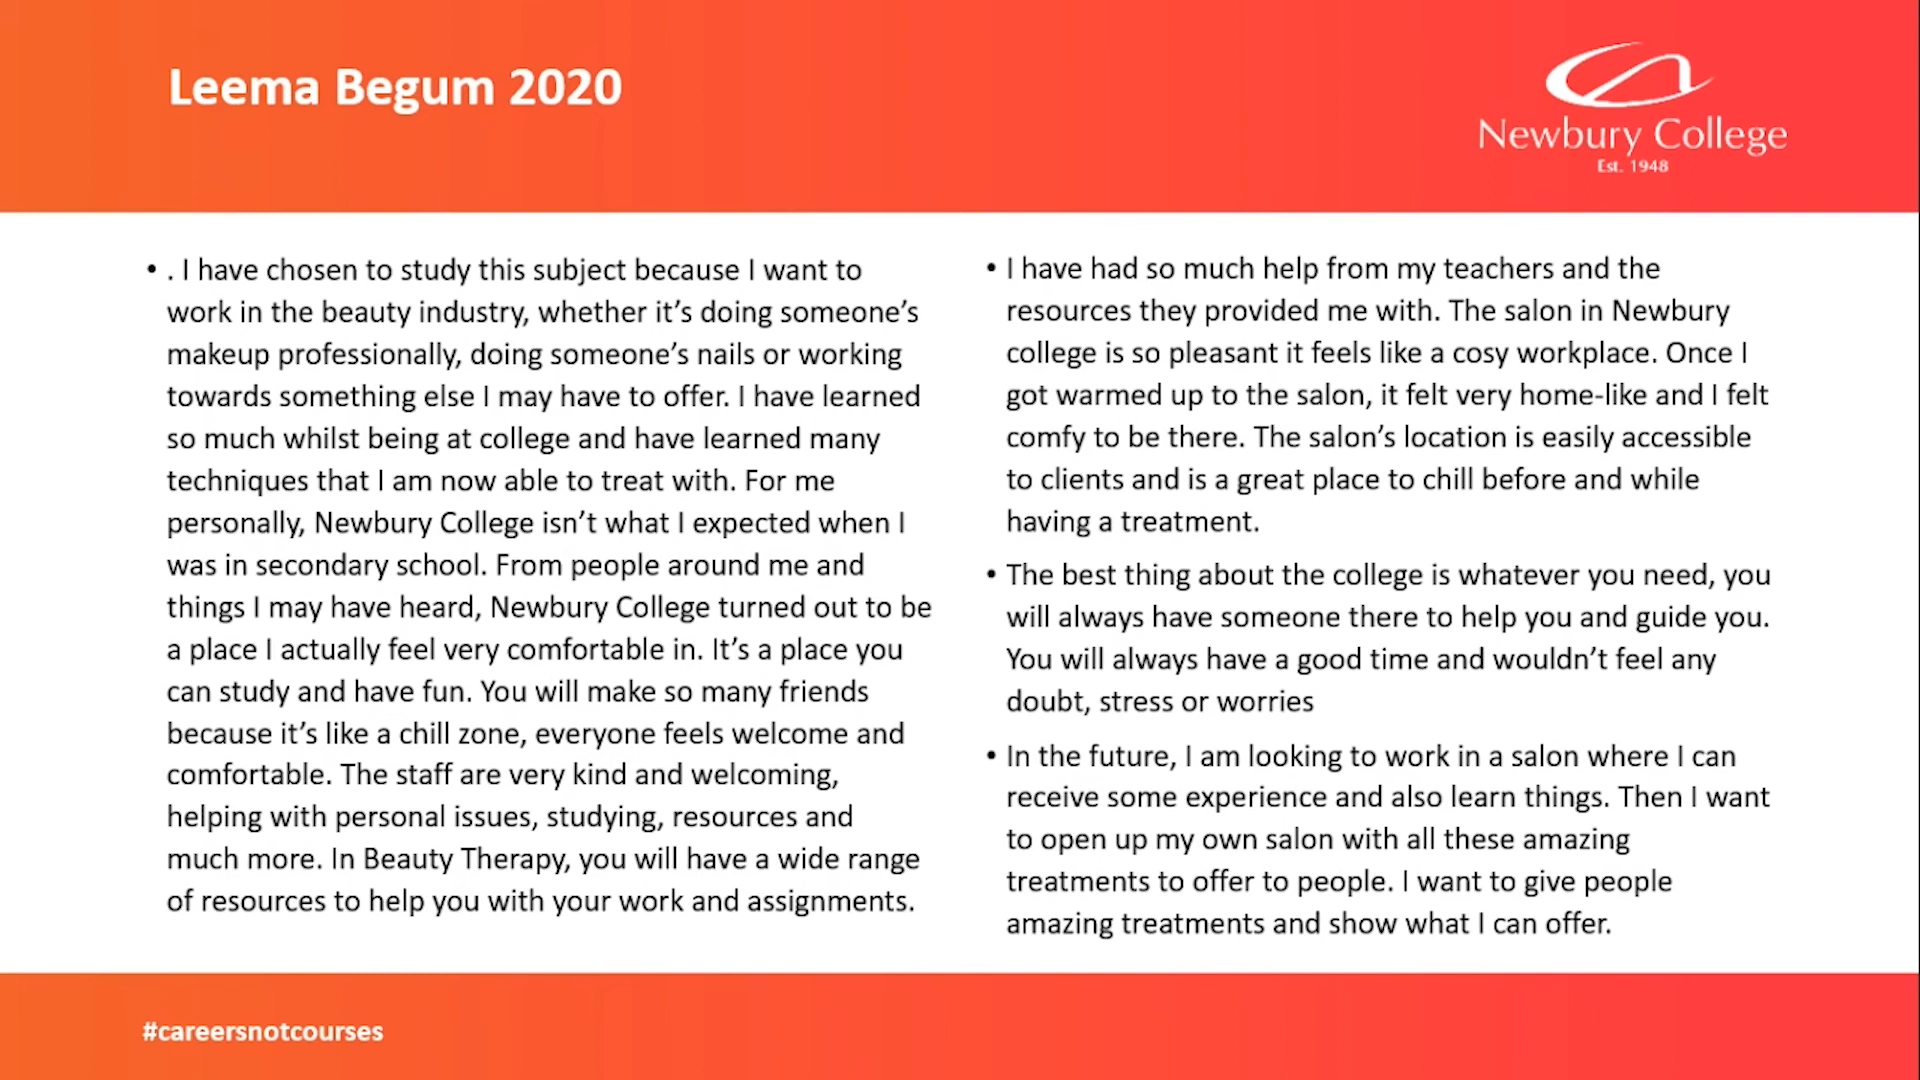 Leema Begum 2020
Newbury College
Est. 1948
• . I have chosen to study this subject because I want to
work in the beauty industry, whether it’s doing someone’s
makeup professionally, doing someone’s nails or working
towards something else I may have to offer. I have learned
so much whilst being at college and have learned many
techniques that I am now able to treat with. For me
personally, Newbury College isn’t what I expected when I
was in secondary school. From people around me and
things I may have heard, Newbury College turned out to be
a place I actually feel very comfortable in. It’s a place you
can study and have fun. You will make so many friends
because it’s like a chill zone, everyone feels welcome and
comfortable. The staff are very kind and welcoming,
helping with personal issues, studying, resources and
much more. In Beauty Therapy, you will have a wide range
of resources to help you with your work and assignments.
• I have had so much help from my teachers and the
resources they provided me with. The salon in Newbury
college is so pleasant it feels like a cosy workplace. Once I
got warmed up to the salon, it felt very home-like and I felt
comfy to be there. The salon’s location is easily accessible
to clients and is a great place to chill before and while
having a treatment.
• The best thing about the college is whatever you need, you
will always have someone there to help you and guide you.
You will always have a good time and wouldn’t feel any
doubt, stress or worries
• In the future, I am looking to work in a salon where I can
receive some experience and also learn things. Then I want
to open up my own salon with all these amazing
treatments to offer to people. I want to give people
amazing treatments and show what I can offer.
#careersnotcourses